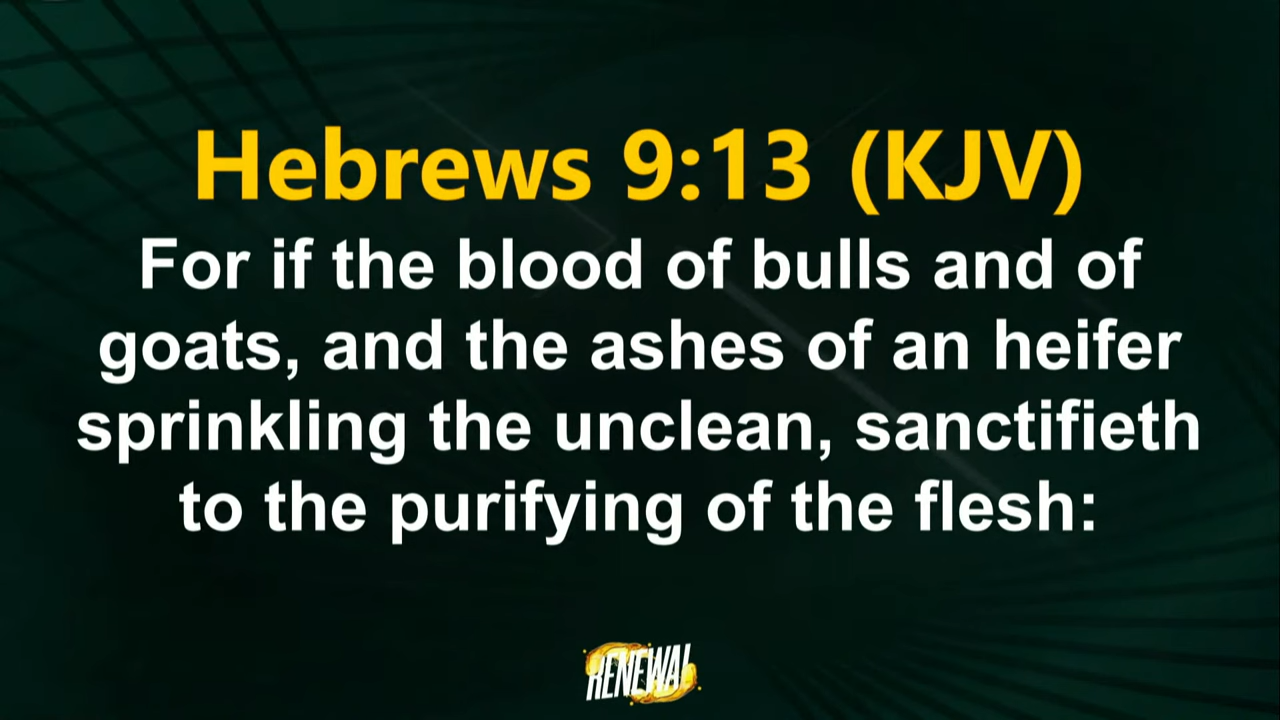 Hebrews 9:13 (KJV)
For if the blood of bulls and of
goats, and the ashes of an heifer
sprinkling the unclean, sanctifieth
to the purifying of the flesh:
RENEWAL